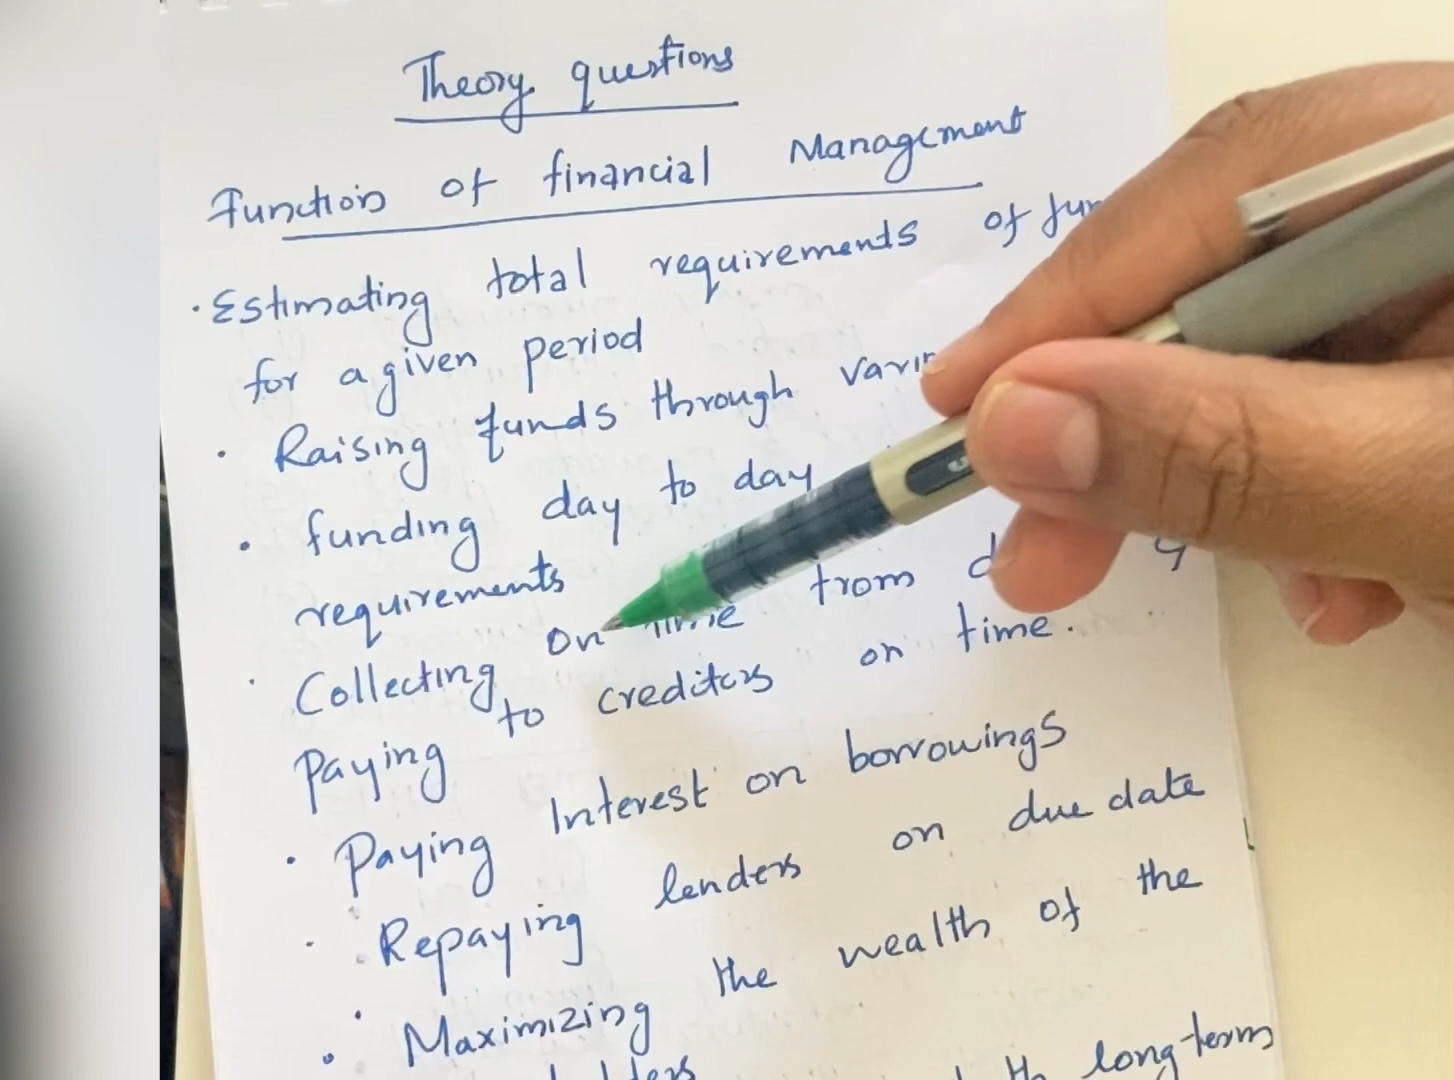 Theory questions
Function of financial Management
· Estimating total requirements of
for a given period
· Raising funds through
· funding day to day
requirements
· Collecting on time from
Paying to creditors on time.
· Paying Interest on borrowings
· Repaying lenders on due date
· Maximizing the wealth of the
long-term